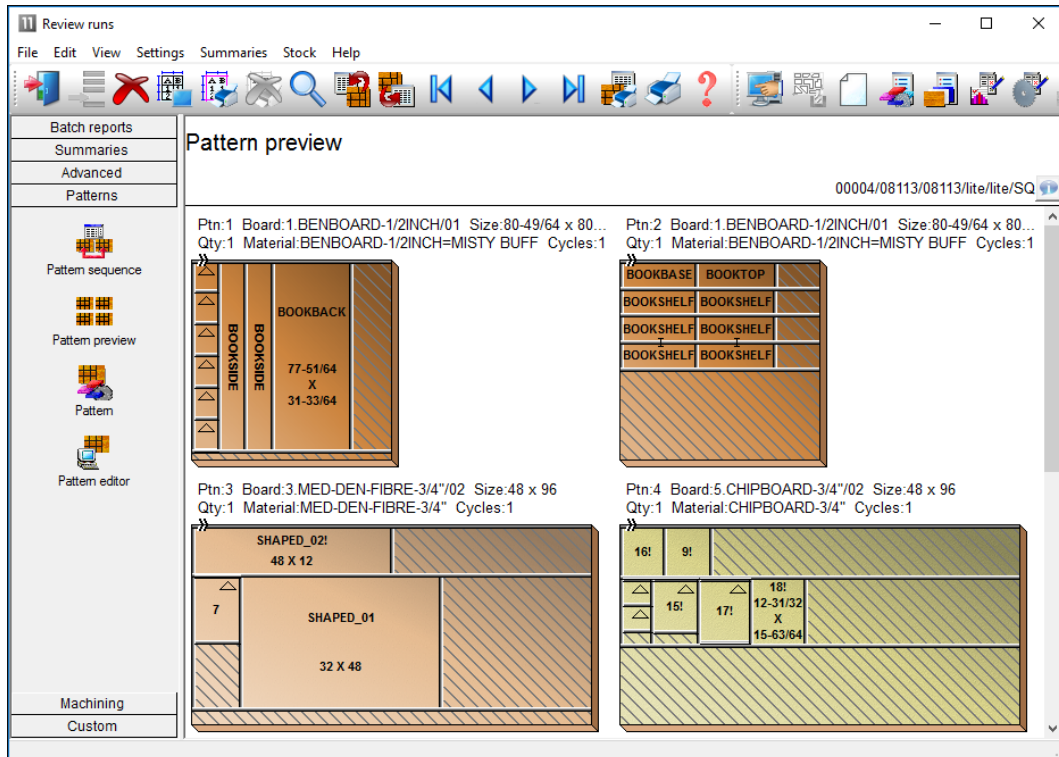 Review runs
File Edit View Settings Summaries Stock Help
Batch reports
Summaries
Advanced
Patterns
Pattern sequence
Pattern preview
Pattern
Pattern editor
Machining
Custom
Pattern preview
00004/08113/08113/lite/lite/SQ
Ptn:1 Board:1.BENBOARD-1/2INCH/01 Size:80-49/64 x 80...
Qty:1 Material:BENBOARD-1/2INCH=MISTY BUFF Cycles:1
BOOKSIDE
BOOKSIDE
BOOKBACK
77-51/64
X
31-33/64
Ptn:2 Board:1.BENBOARD-1/2INCH/01 Size:80-49/64 x 80...
Qty:1 Material:BENBOARD-1/2INCH=MISTY BUFF Cycles:1
BOOKBASE BOOKTOP
BOOKSHELF BOOKSHELF
BOOKSHELF BOOKSHELF
BOOKSHELF BOOKSHELF
Ptn:3 Board:3.MED-DEN-FIBRE-3/4"/02 Size:48 x 96
Qty:1 Material:MED-DEN-FIBRE-3/4" Cycles:1
SHAPED_02!
48 X 12
7
SHAPED_01
32 X 48
Ptn:4 Board:5.CHIPBOARD-3/4"/02 Size:48 x 96
Qty:1 Material:CHIPBOARD-3/4" Cycles:1
16! 9!
15! 17!
18!
12-31/32
X
15-63/64